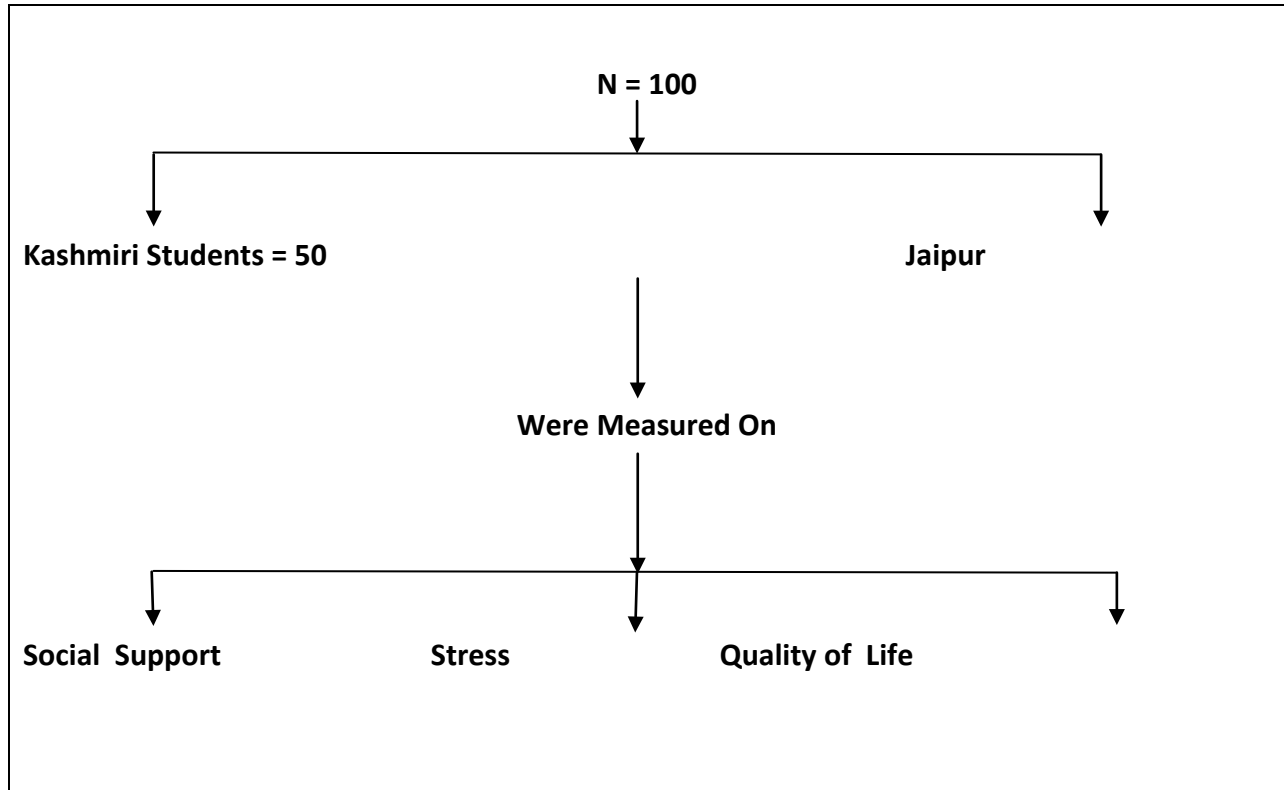 N = 100
Kashmiri Students = 50 Jaipur
Were Measured On
Social Support Stress Quality of Life